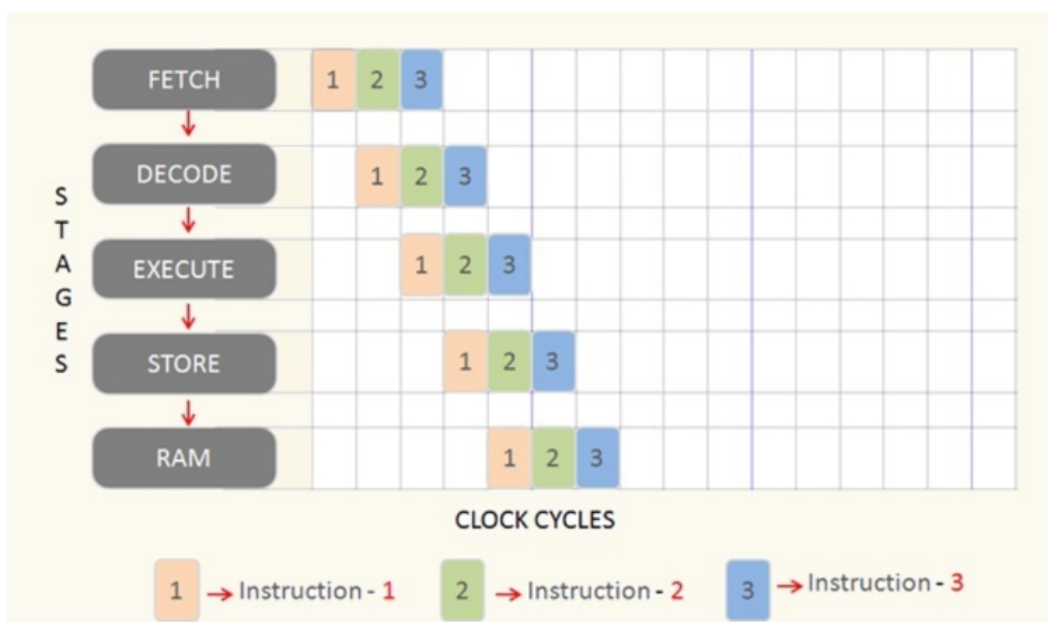 FETCH 1 2 3
DECODE 1 2 3
EXECUTE 1 2 3
STORE 1 2 3
RAM 1 2 3
STAGES
CLOCK CYCLES
1 → Instruction - 1 2 → Instruction - 2 3 → Instruction - 3